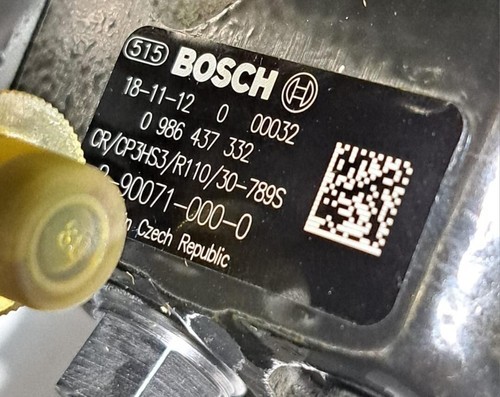 515 BOSCH
18-11-12 0 00032
0 986 437 332
CR/CP3HS3/R110/30-789S
-90071-000-0
Czech Republic